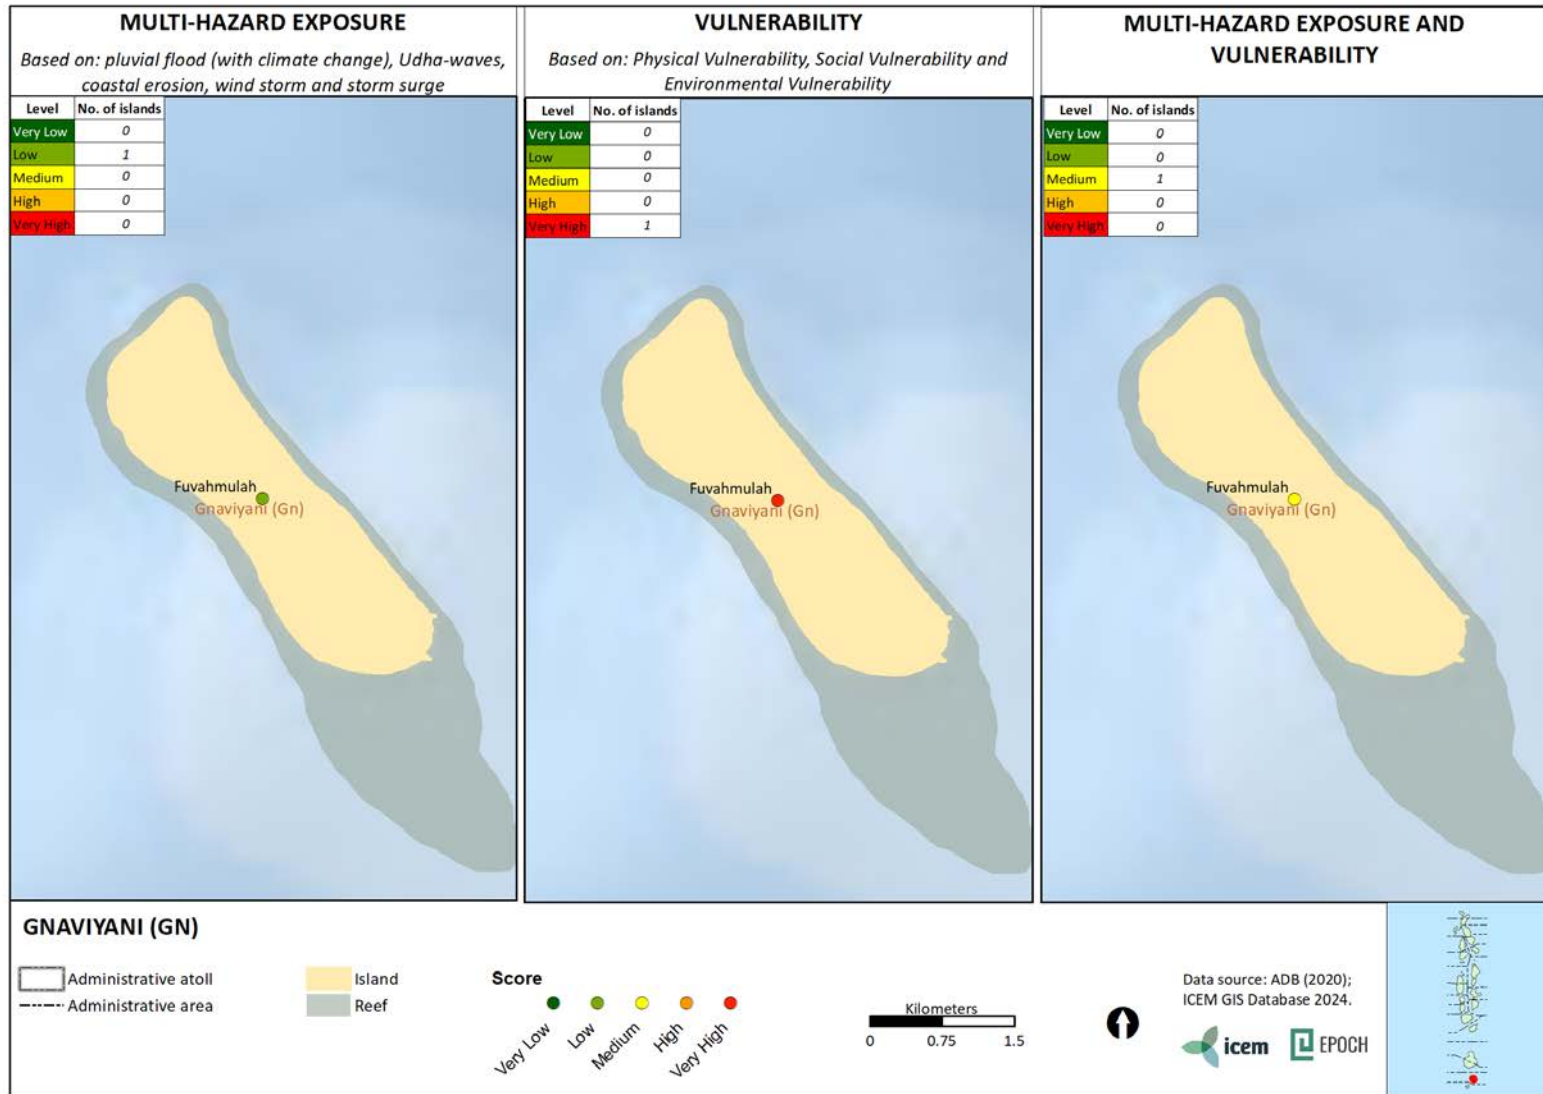 MULTI-HAZARD EXPOSURE
Based on: pluvial flood (with climate change), Udha-waves,
coastal erosion, wind storm and storm surge
Level No. of islands
Very Low 0
Low 1
Medium 0
High 0
Very High 0
Fuvahmulah
Gnaviyani (Gn)
VULNERABILITY
Based on: Physical Vulnerability, Social Vulnerability and
Environmental Vulnerability
Level No. of islands
Very Low 0
Low 0
Medium 0
High 0
Very High 1
Fuvahmulah
Gnaviyani (Gn)
MULTI-HAZARD EXPOSURE AND
VULNERABILITY
Level No. of islands
Very Low 0
Low 0
Medium 1
High 0
Very High 0
Fuvahmulah
Gnaviyani (Gn)
GNAVIYANI (GN)
Administrative atoll
Administrative area
Island
Reef
Score
Very Low
Low
Medium
High
Very High
Kilometers
0 0.75 1.5
Data source: ADB (2020);
ICEM GIS Database 2024.
icem
EPOCH